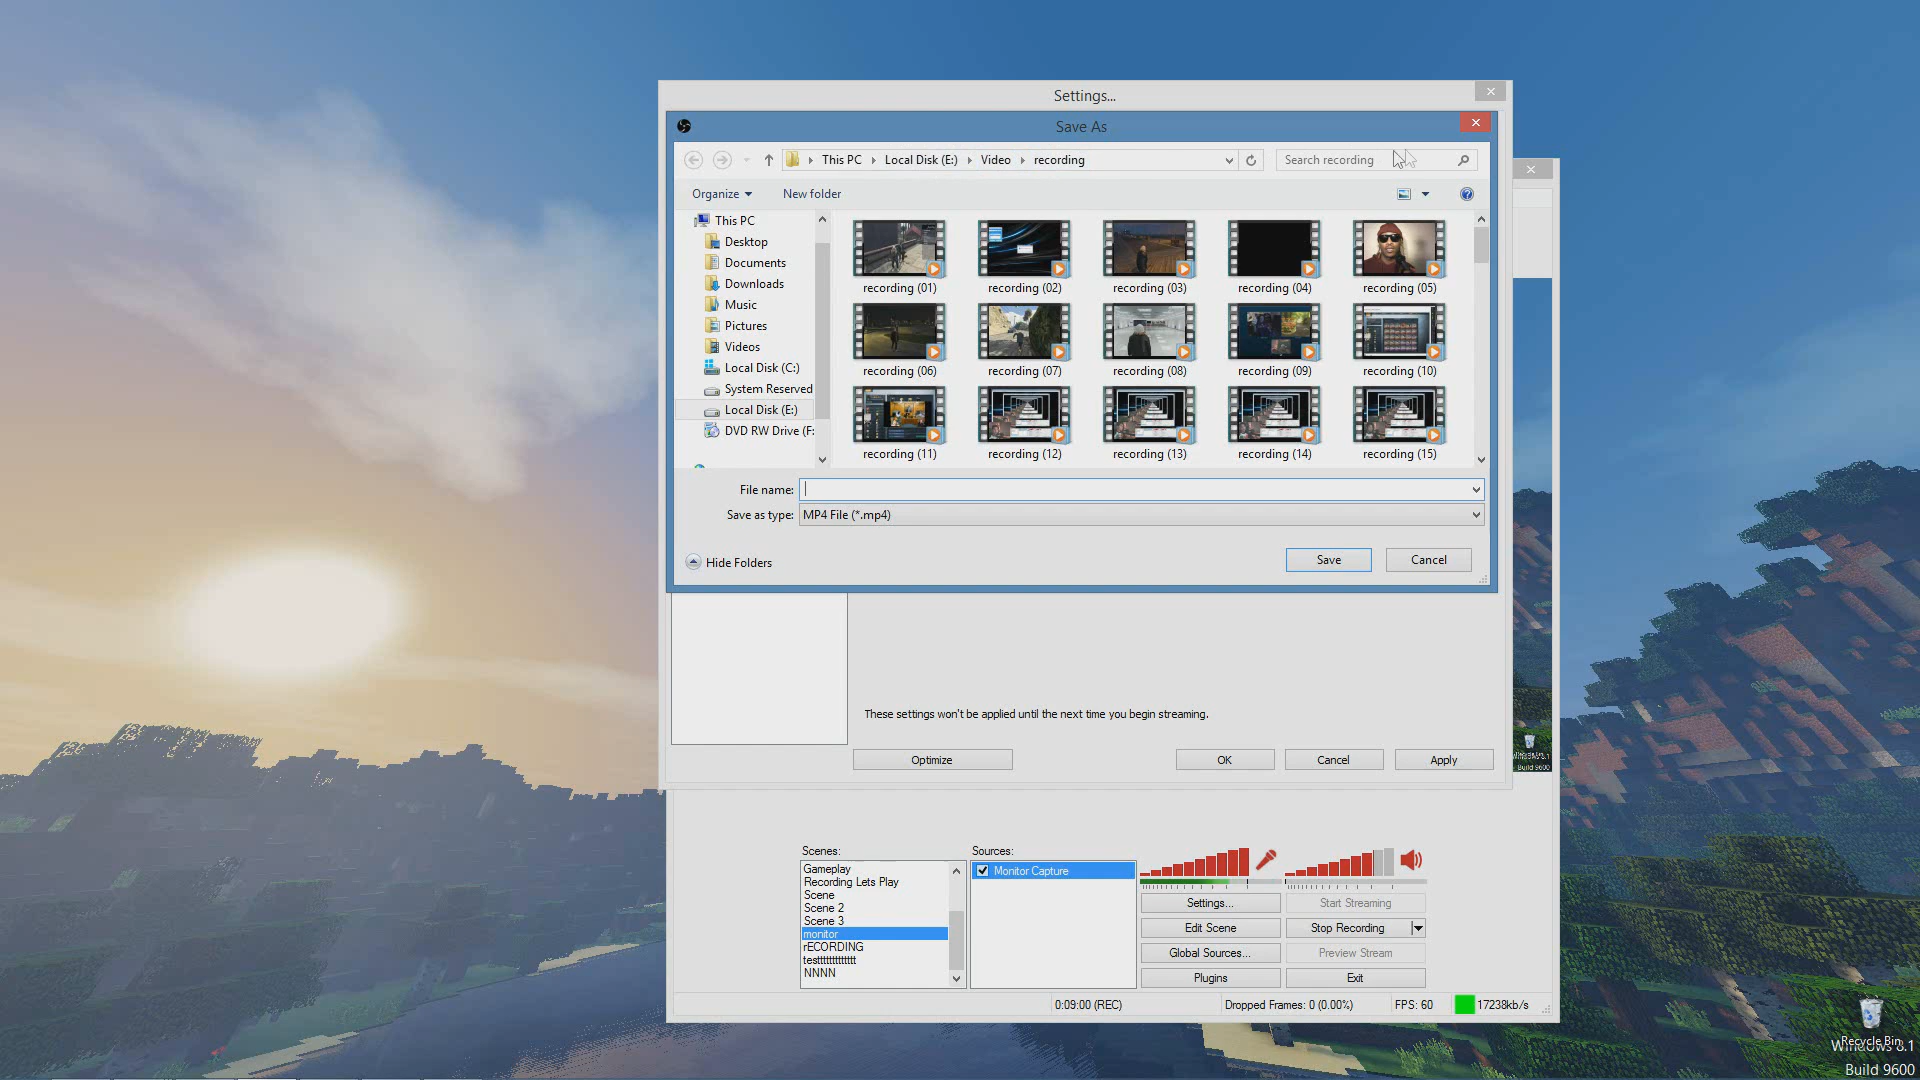 Settings...
Save As
This PC Local Disk (E:) Video recording
Search recording
Organize
New folder
This PC
Desktop
Documents
Downloads
Music
Pictures
Videos
Local Disk (C:)
System Reserved
Local Disk (E:)
DVD RW Drive (F:
recording (01)
recording (02)
recording (03)
recording (04)
recording (05)
recording (06)
recording (07)
recording (08)
recording (09)
recording (10)
recording (11)
recording (12)
recording (13)
recording (14)
recording (15)
File name:
Save as type: MP4 File (*.mp4)
Hide Folders
Save
Cancel
These settings won't be applied until the next time you begin streaming.
Optimize
OK
Cancel
Apply
Scenes:
Gameplay
Recording Lets Play
Scene
Scene 2
Scene 3
monitor
rECORDING
NNNN
Sources:
Monitor Capture
Settings...
Start Streaming
Edit Scene
Stop Recording
Global Sources...
Preview Stream
Plugins
Exit
0:09:00 (REC)
Dropped Frames: 0 (0.00%)
FPS: 60
17238kb/s
Recycle Bin
Windows 8.1
Build 9600
Build 9600